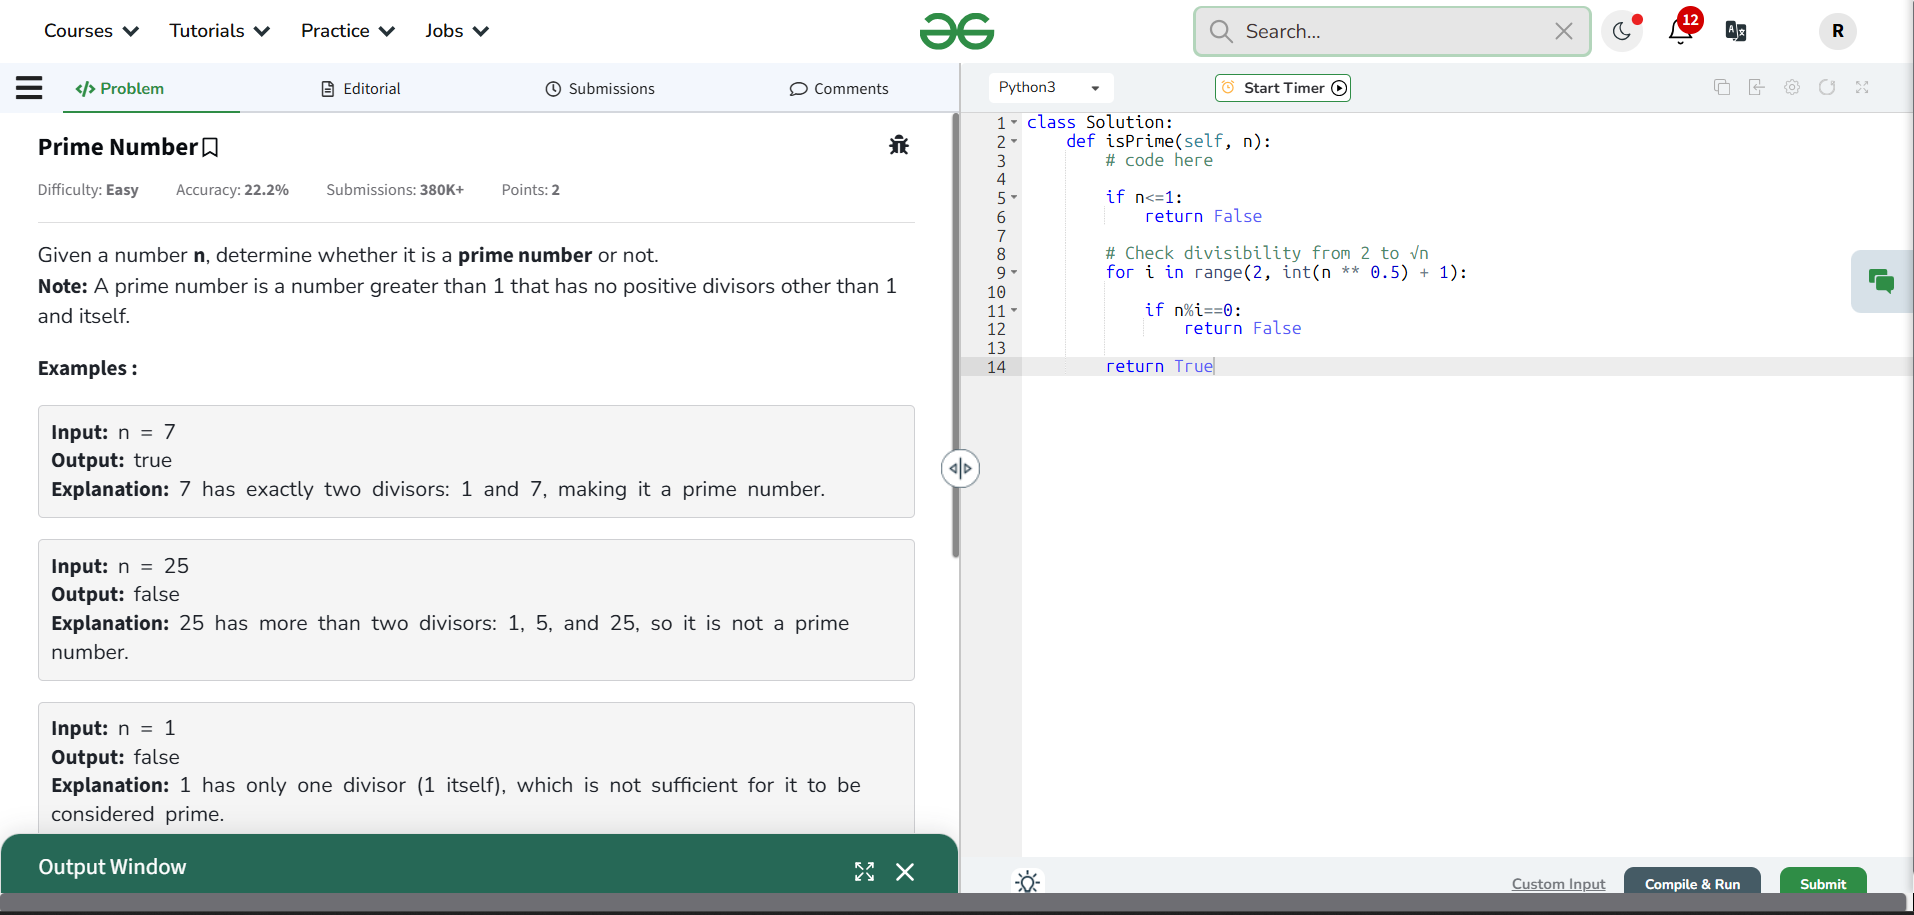 Courses Tutorials Practice Jobs
Search...
12
R
Problem Editorial Submissions Comments
Python3 Start Timer
Prime Number
Difficulty: Easy Accuracy: 22.2% Submissions: 380K+ Points: 2
Given a number n, determine whether it is a prime number or not.
Note: A prime number is a number greater than 1 that has no positive divisors other than 1
and itself.
Examples :
Input: n = 7
Output: true
Explanation: 7 has exactly two divisors: 1 and 7, making it a prime number.
Input: n = 25
Output: false
Explanation: 25 has more than two divisors: 1, 5, and 25, so it is not a prime
number.
Input: n = 1
Output: false
Explanation: 1 has only one divisor (1 itself), which is not sufficient for it to be
considered prime.
Output Window
1 class Solution:
2 def isPrime(self, n):
3 # code here
4
5 if n<=1:
6 return False
7
8 # Check divisibility from 2 to √n
9 for i in range(2, int(n ** 0.5) + 1):
10
11 if n%i==0:
12 return False
13
14 return True
Custom Input Compile & Run Submit